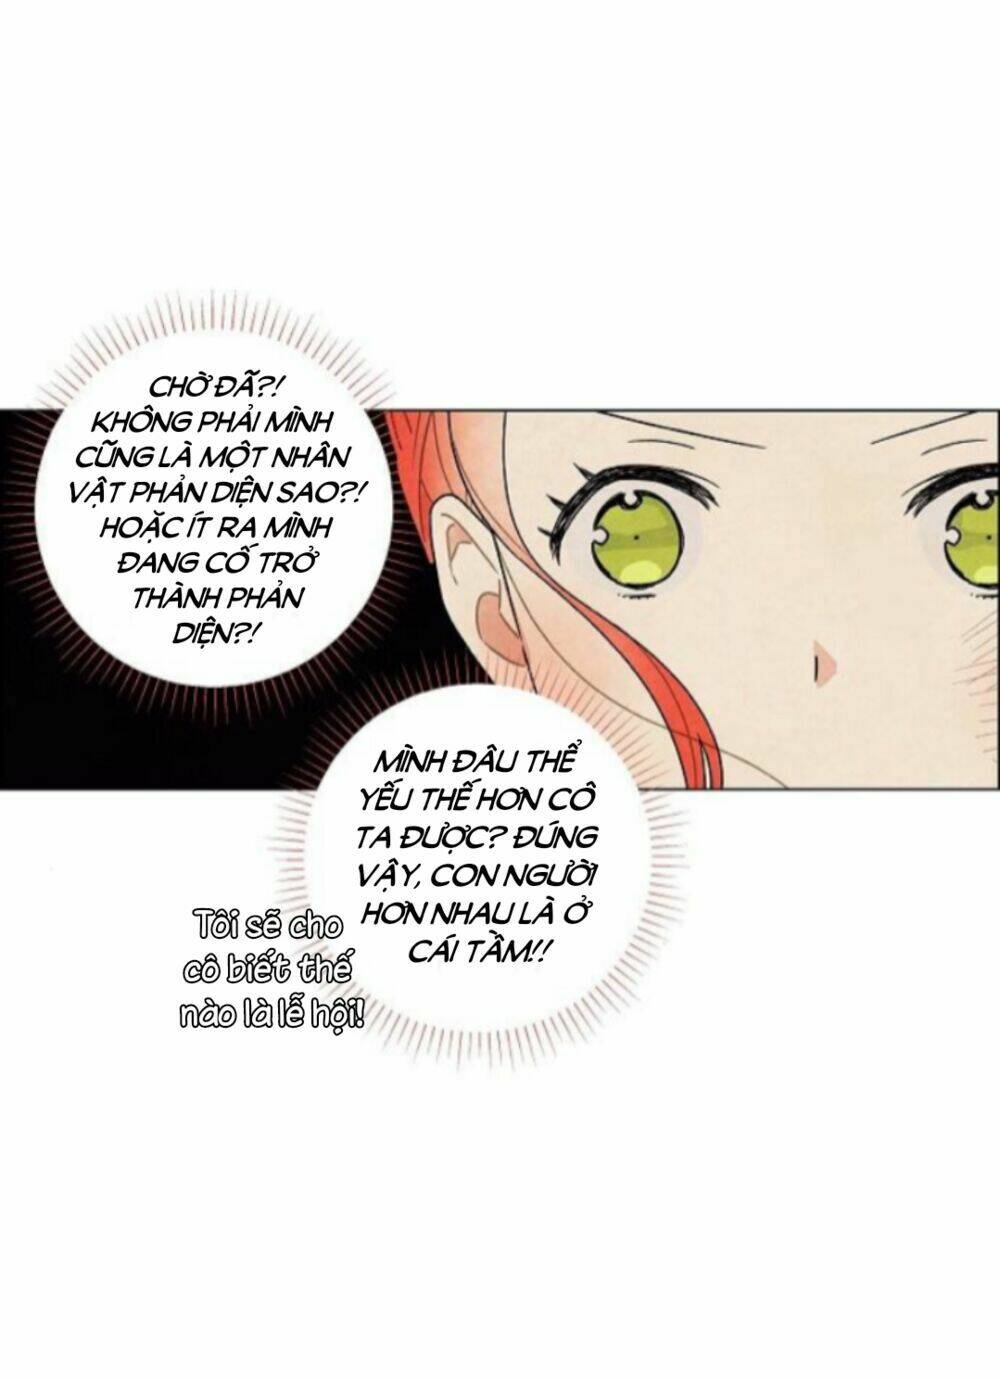 CHỜ ĐÃ?!
KHÔNG PHẢI MÌNH
CŨNG LÀ MỘT NHÂN
VẬT PHẢN DIỆN SAO?!
HOẶC ÍT RA MÌNH
ĐANG CỐ TRỞ
THÀNH PHẢN
DIỆN?!
MÌNH ĐÂU THỂ
YẾU THẾ HƠN CÔ
TA ĐƯỢC? ĐÚNG
VẬY, CON NGƯỜI
HƠN NHAU LÀ Ở
CÁI TẦM!!
Tôi sẽ cho
cô biết thế
nào là lễ hội!